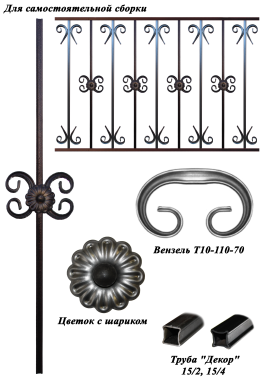 Для самостоятельной сборки
Вензель Т10-110-70
Цветок с шариком
Труба "Декор"
15/2, 15/4